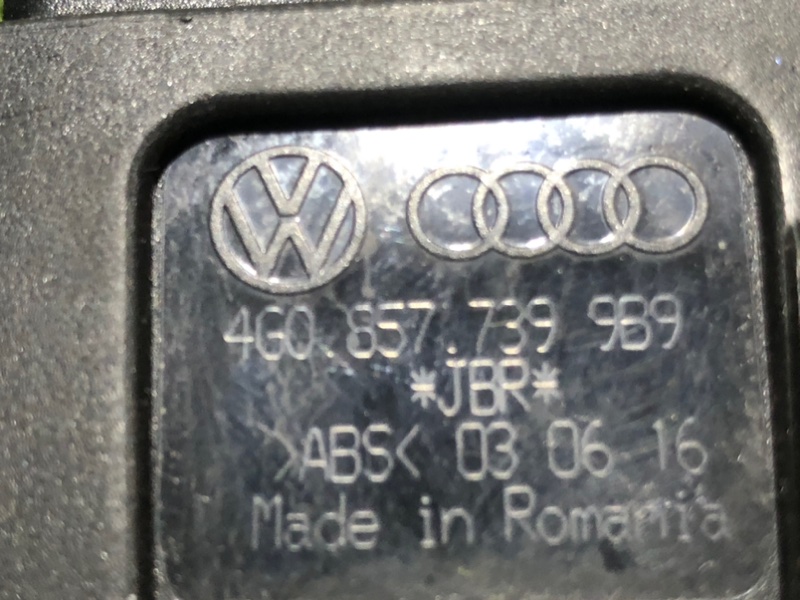 4G0.857.739 9B9
*JBR*
>ABS< 03 06 16
Made in Romania